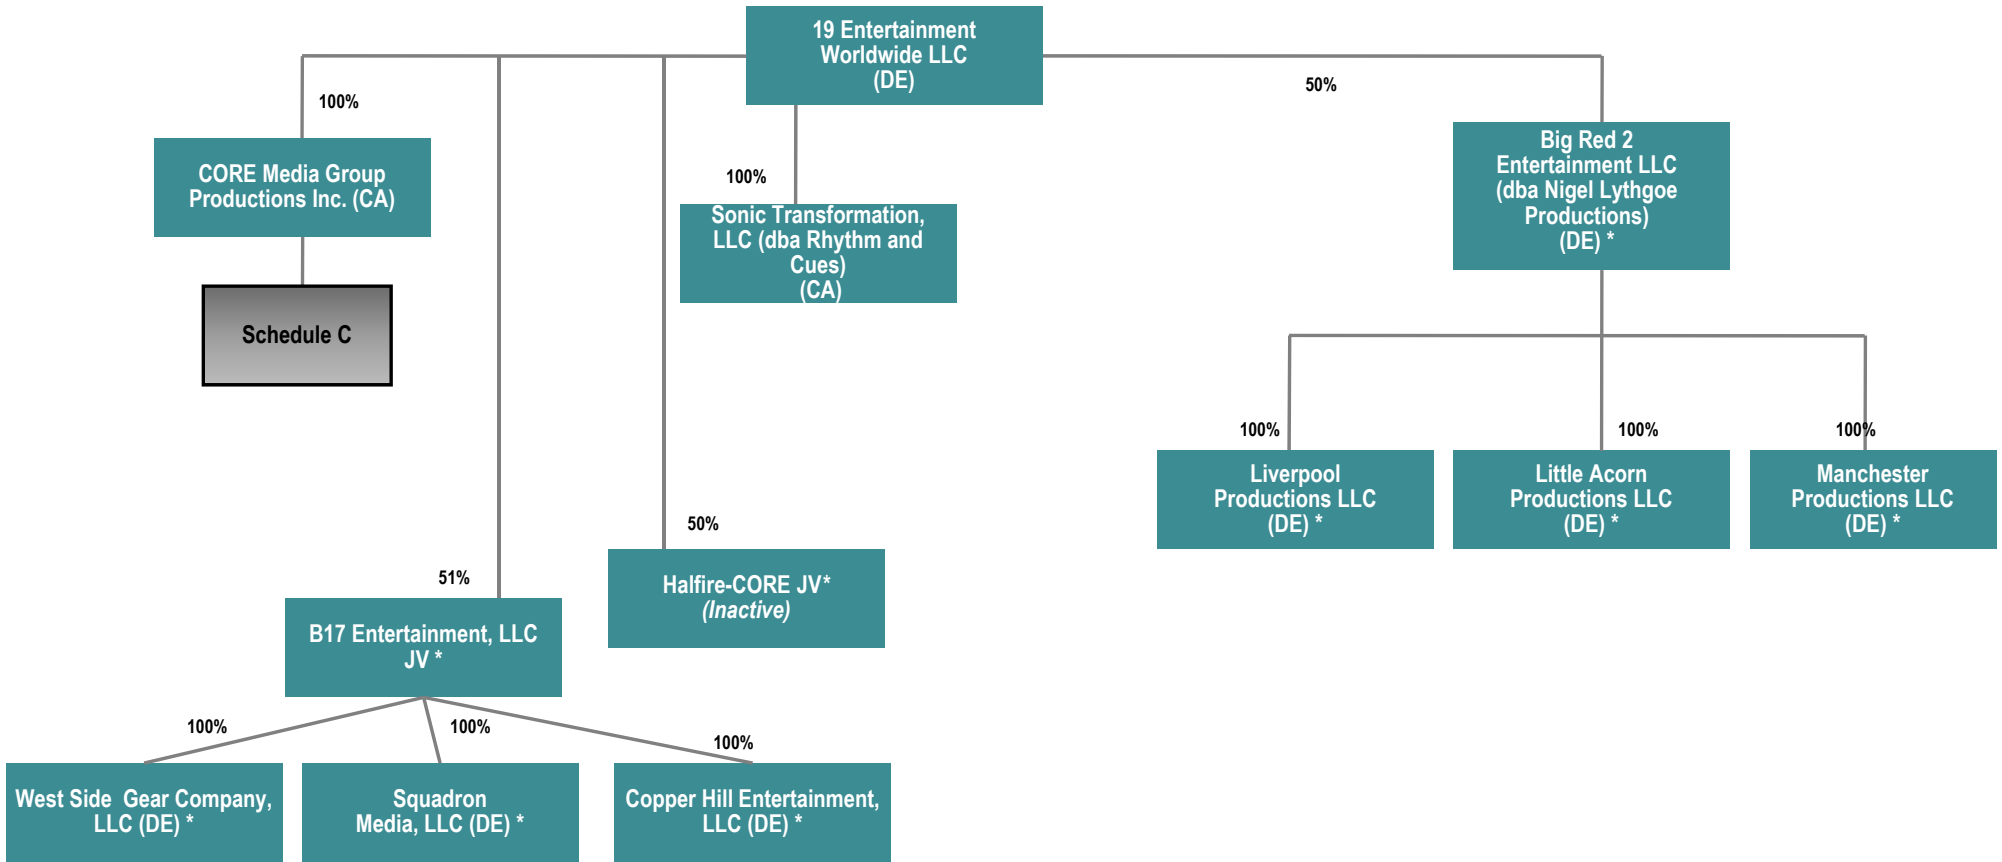 19 Entertainment
Worldwide LLC
(DE)
100%
50%
CORE Media Group
Productions Inc. (CA)
100%
Sonic Transformation,
LLC (dba Rhythm and
Cues)
(CA)
Big Red 2
Entertainment LLC
(dba Nigel Lythgoe
Productions)
(DE) *
Schedule C
100%
100%
100%
Liverpool
Productions LLC
(DE) *
Little Acorn
Productions LLC
(DE) *
Manchester
Productions LLC
(DE) *
50%
Halfire-CORE JV*
(Inactive)
51%
B17 Entertainment, LLC
JV *
100%
100%
100%
West Side  Gear Company,
LLC (DE) *
Squadron
Media, LLC (DE) *
Copper Hill Entertainment,
LLC (DE) *